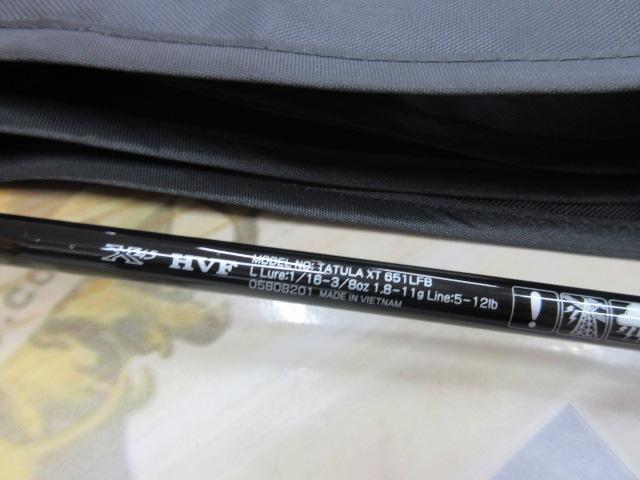 X45 HVF
MODEL NO: TATULA XT 651LFB
L Lure:1/16-3/8oz 1.8-11g Line:5-12lb
05808201 MADE IN VIETNAM